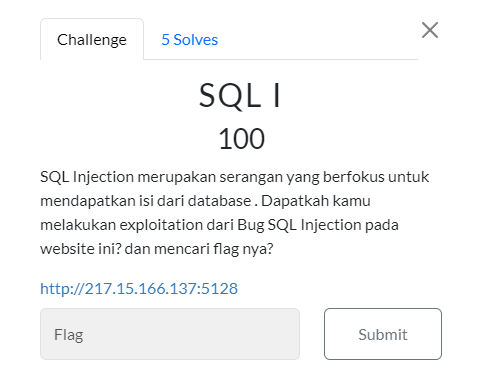 Challenge
5 Solves
SQL I
100
SQL Injection merupakan serangan yang berfokus untuk
mendapatkan isi dari database . Dapatkah kamu
melakukan exploitation dari Bug SQL Injection pada
website ini? dan mencari flag nya?
http://217.15.166.137:5128
Flag
Submit